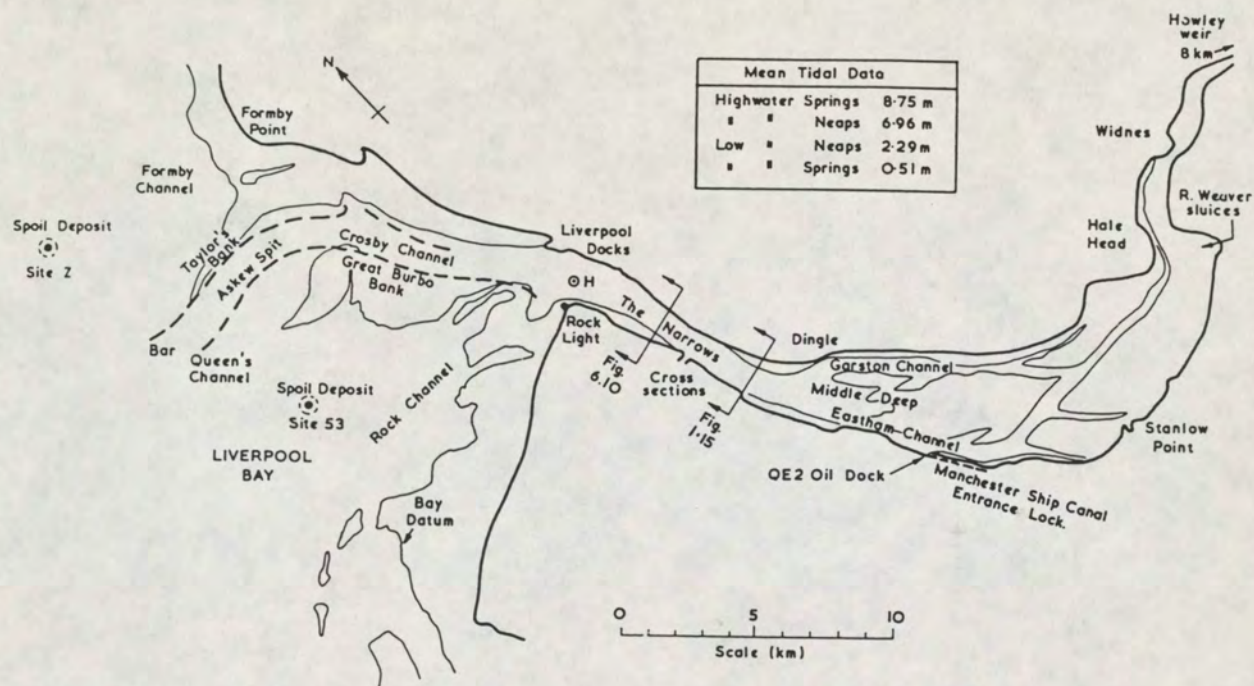 Howley
weir
8 km
N
Mean Tidal Data
Highwater Springs 8·75 m
" " Neaps 6·96 m
Low " Neaps 2·29 m
" " Springs 0·51 m
Formby
Point
Widnes
Formby
Channel
R. Weaver
sluices
Spoil Deposit
Site Z
Taylor's
Bank
Askew Spit
Crosby Channel
Great Burbo
Bank
Liverpool
Docks
Hale
Head
H
The Narrows
Rock
Light
Dingle
Bar
Queen's
Channel
Fig.
6.10
Cross
sections
Garston Channel
Middle Deep
Eastham Channel
Fig.
1.15
Spoil Deposit
Site S3
Rock Channel
Stanlow
Point
LIVERPOOL
BAY
QE2 Oil Dock
Manchester Ship Canal
Entrance Lock.
Bay
Datum
0 5 10
Scale (km)